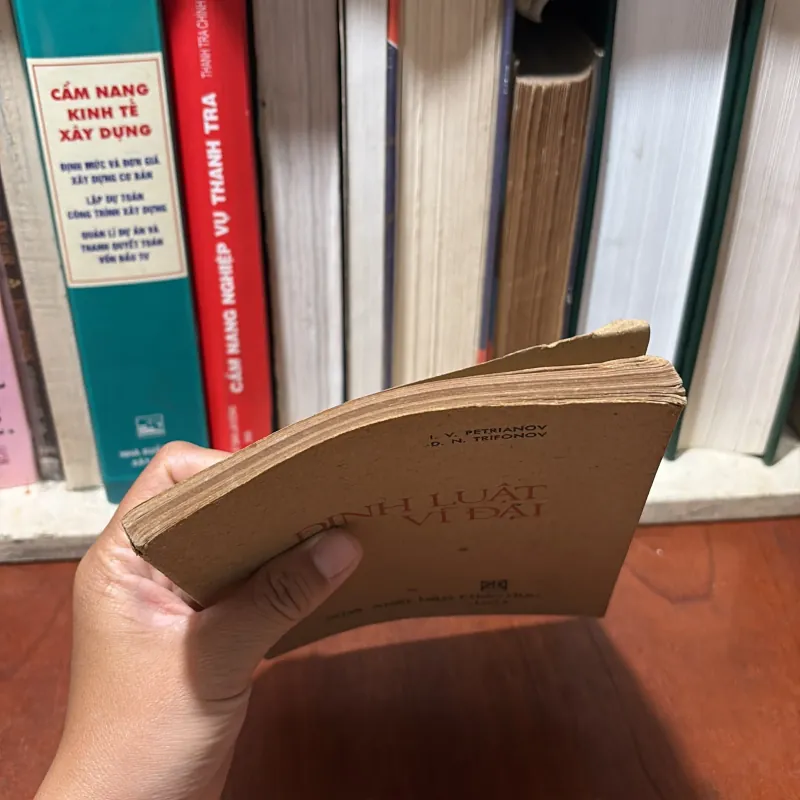 CẨM NANG
KINH TẾ
XÂY DỰNG
ĐỊNH MỨC VÀ ĐƠN GIÁ
XÂY DỰNG CƠ BẢN
LẬP DỰ TOÁN
CÔNG TRÌNH XÂY DỰNG
QUẢN LÍ DỰ ÁN VÀ
THANH QUYẾT TOÁN
VỐN ĐẦU TƯ
CẨM NANG NGHIỆP VỤ THANH TRA
THANH TRA CHÍNH
I. V. PETRIANOV
D. N. TRIFONOV
ĐỊNH LUẬT
VĨ ĐẠI